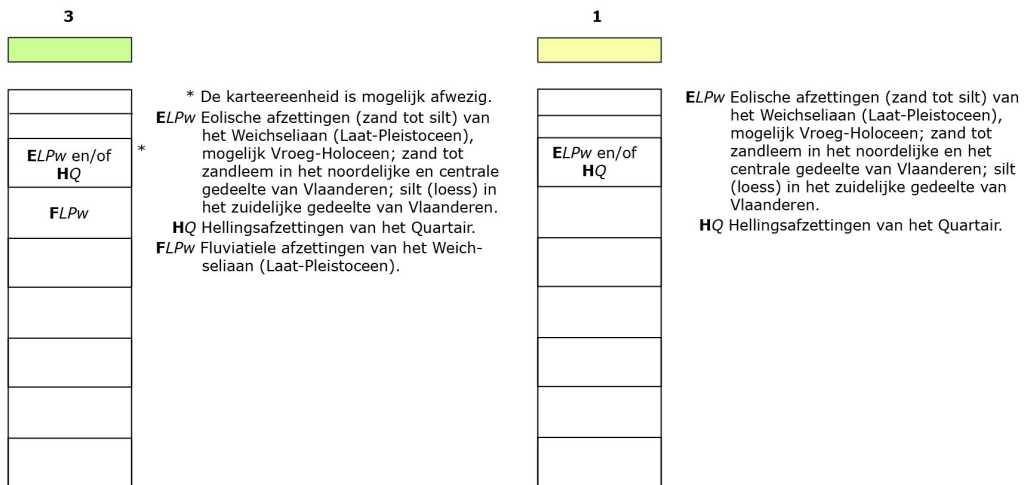 3
ELPw en/of
HQ
*
FLPw
* De karteereenheid is mogelijk afwezig.
ELPw Eolische afzettingen (zand tot silt) van
het Weichseliaan (Laat-Pleistoceen),
mogelijk Vroeg-Holoceen; zand tot
zandleem in het noordelijke en centrale
gedeelte van Vlaanderen; silt (loess) in
het zuidelijke gedeelte van Vlaanderen.
HQ Hellingsafzettingen van het Quartair.
FLPw Fluviatiele afzettingen van het Weich-
seliaan (Laat-Pleistoceen).
1
ELPw en/of
HQ
ELPw Eolische afzettingen (zand tot silt) van
het Weichseliaan (Laat-Pleistoceen),
mogelijk Vroeg-Holoceen; zand tot
zandleem in het noordelijke en het
centrale gedeelte van Vlaanderen; silt
(loess) in het zuidelijke gedeelte van
Vlaanderen.
HQ Hellingsafzettingen van het Quartair.